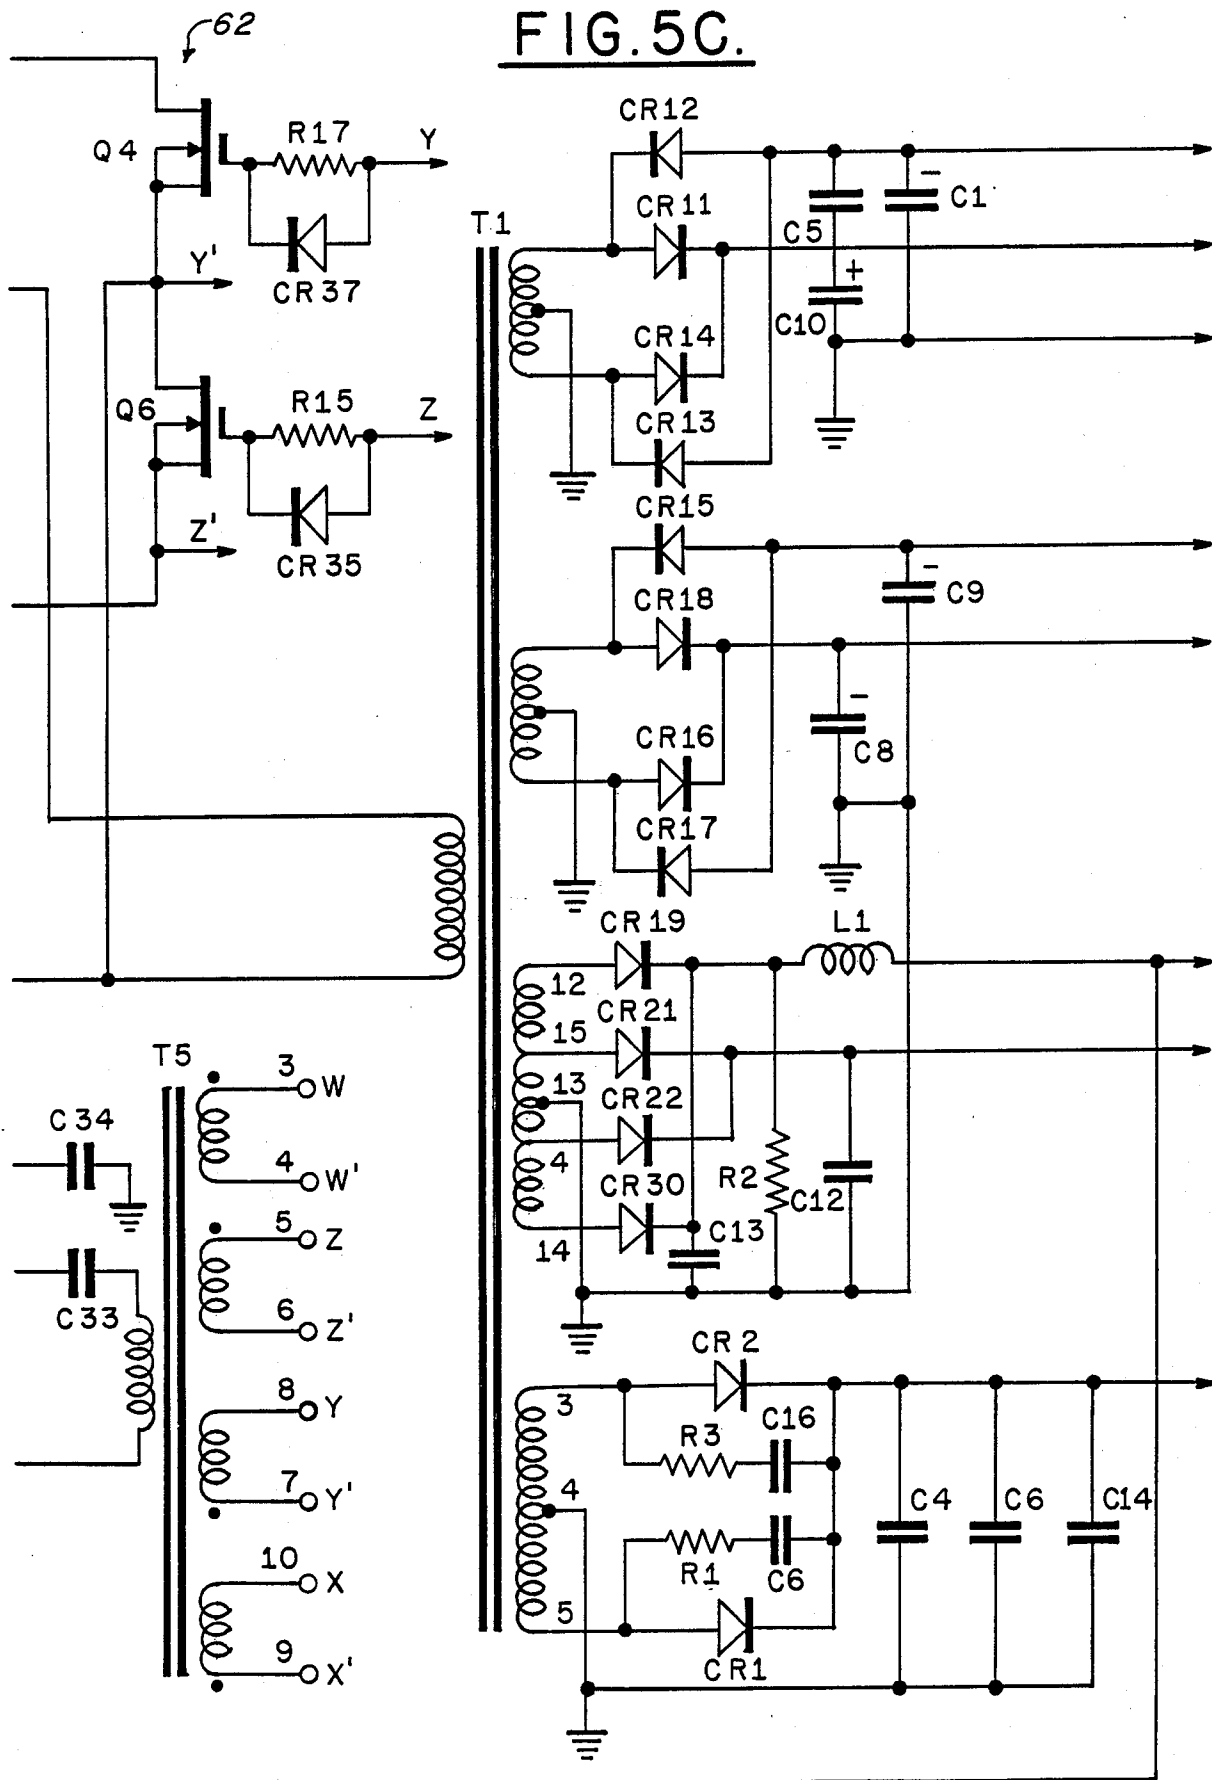 62
FIG.5C.
CR12
Q4
R17
Y
CR11
T1
C5
C1
-
Y'
CR37
+
C10
CR14
Q6
R15
Z
CR13
CR15
Z'
CR35
CR18
-
C9
CR16
-
C8
CR17
CR19
L1
12
CR21
15
T5
3
W
13
CR22
C34
4
W'
4
CR30
R2
C12
5
Z
14
C13
C33
6
Z'
CR2
8
Y
3
R3
C16
7
Y'
4
C4
C6
C14
10
X
R1
C6
9
X'
5
CR1